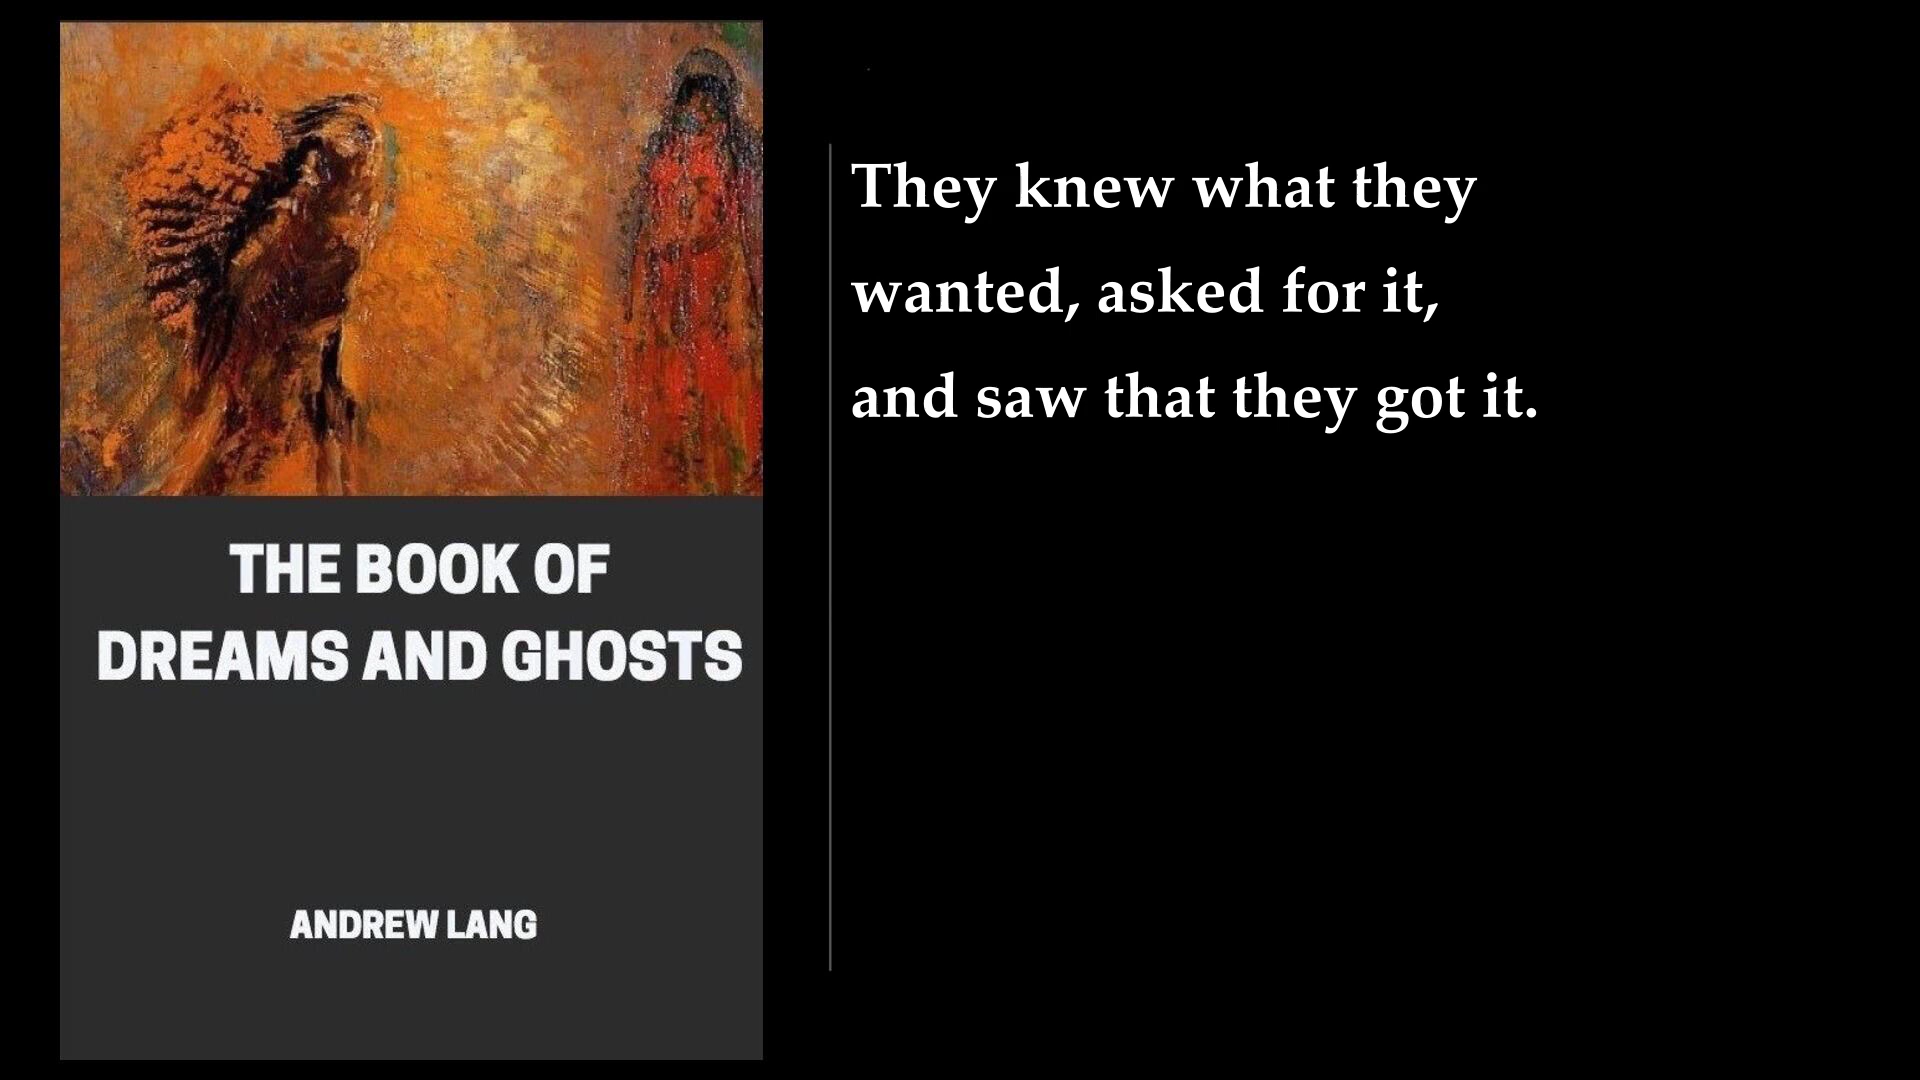 THE BOOK OF
DREAMS AND GHOSTS
ANDREW LANG
They knew what they
wanted, asked for it,
and saw that they got it.